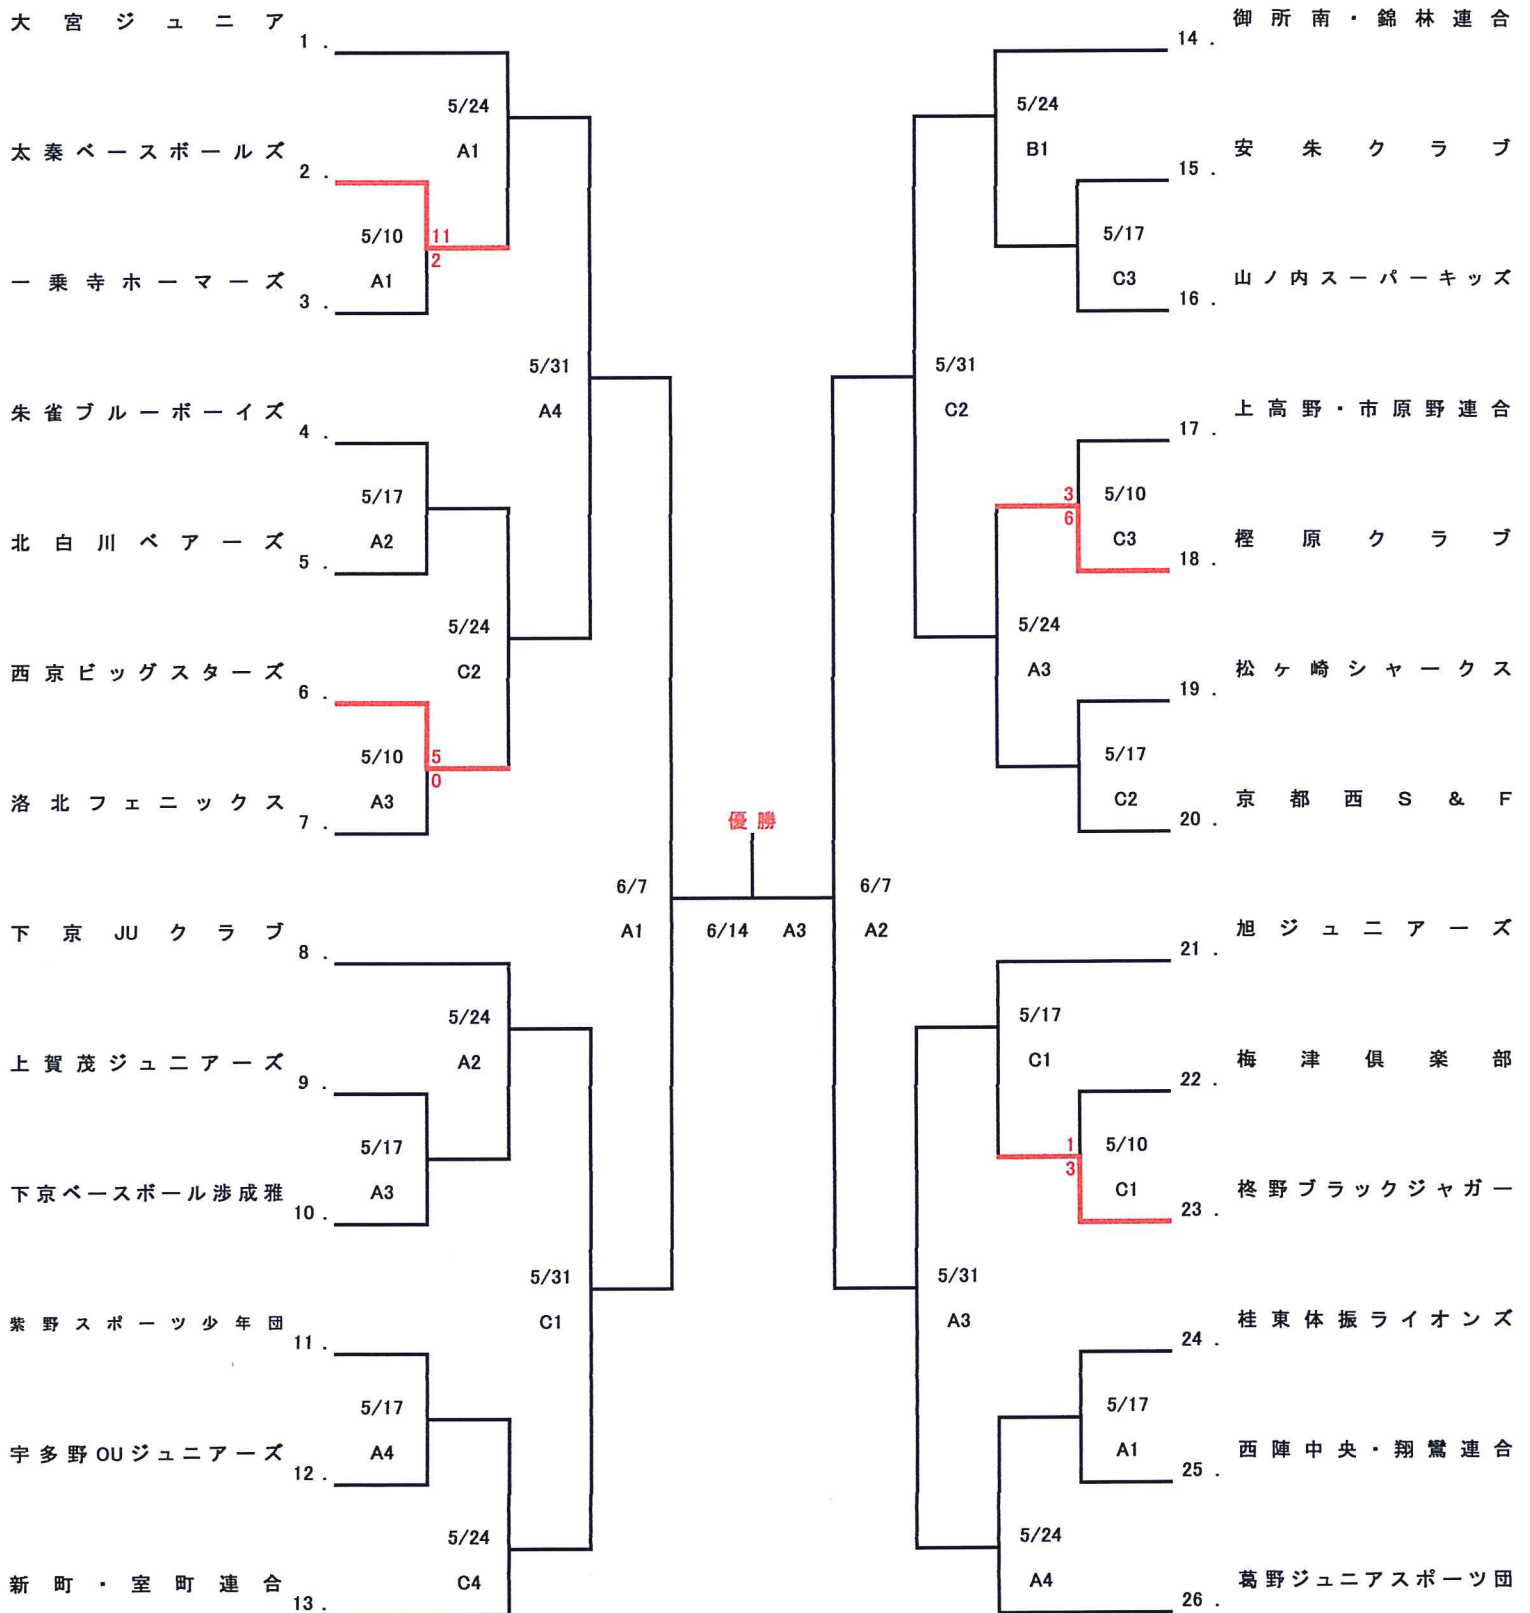 大宮ジュニア
1 .
5/24
A1
太秦ベースボールズ
2 .
5/10
A1
11
2
一乗寺ホーマーズ
3 .
5/31
A4
朱雀ブルーボーイズ
4 .
5/17
A2
北白川ベアーズ
5 .
5/24
C2
西京ビッグスターズ
6 .
5/10
A3
5
0
洛北フェニックス
7 .
6/7
A1
下京JUクラブ
8 .
5/24
A2
上賀茂ジュニアーズ
9 .
5/17
A3
下京ベースボール渉成雅
10 .
5/31
C1
紫野スポーツ少年団
11 .
5/17
A4
宇多野OUジュニアーズ
12 .
5/24
C4
新町・室町連合
13 .
優勝
6/14 A3
御所南・錦林連合
14 .
5/24
B1
安朱クラブ
15 .
5/17
C3
山ノ内スーパーキッズ
16 .
5/31
C2
上高野・市原野連合
17 .
3
6
5/10
C3
樫原クラブ
18 .
5/24
A3
松ヶ崎シャークス
19 .
5/17
C2
京都西S&F
20 .
6/7
A2
旭ジュニアーズ
21 .
5/17
C1
梅津倶楽部
22 .
1
3
5/10
C1
柊野ブラックジャガー
23 .
5/31
A3
桂東体振ライオンズ
24 .
5/17
A1
西陣中央・翔鸞連合
25 .
5/24
A4
葛野ジュニアスポーツ団
26 .